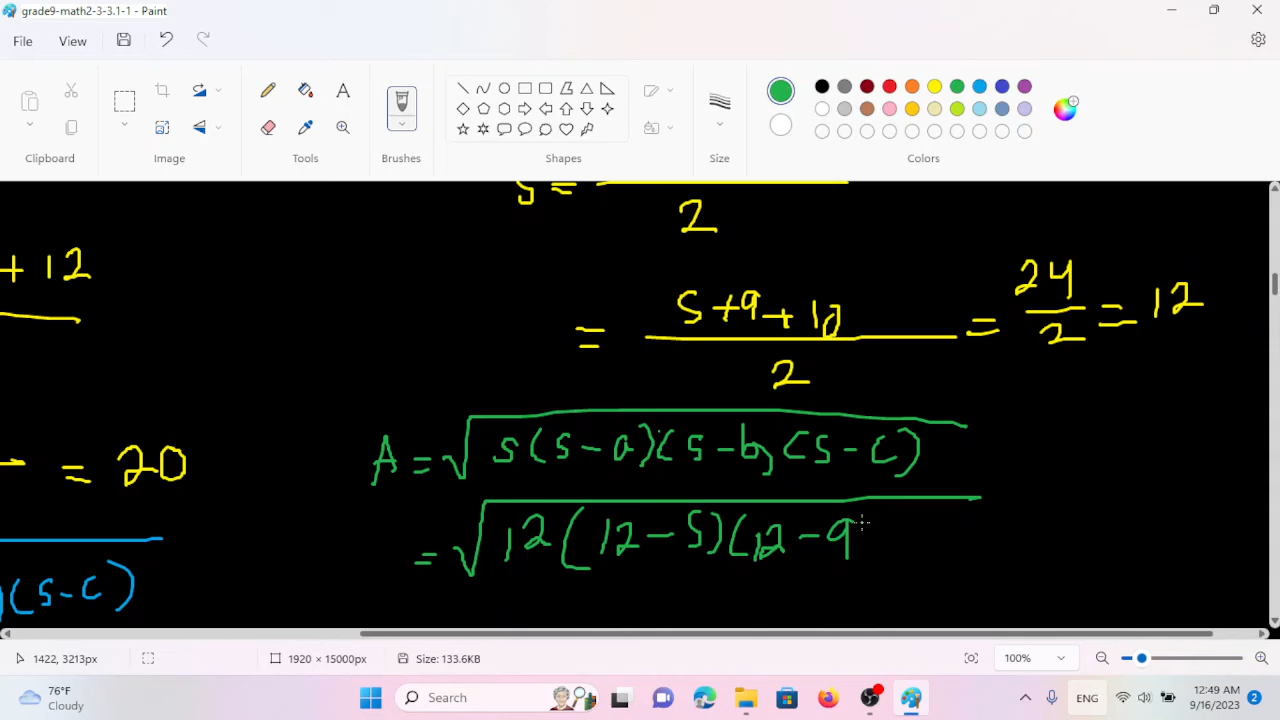 grade9-math2-3-3.1-1 - Paint
File View
Clipboard Image Tools Brushes Shapes Size Colors
s =
2
+ 12
= 5+9+10 = 24 = 12
2 2
= 20
A = √s(s-a)(s-b)(s-c)
= √12(12-5)(12-9
)(s-c)
1422, 3213px 1920 × 15000px Size: 133.6KB 100%
76°F
Cloudy
Search
ENG
12:49 AM
9/16/2023
2